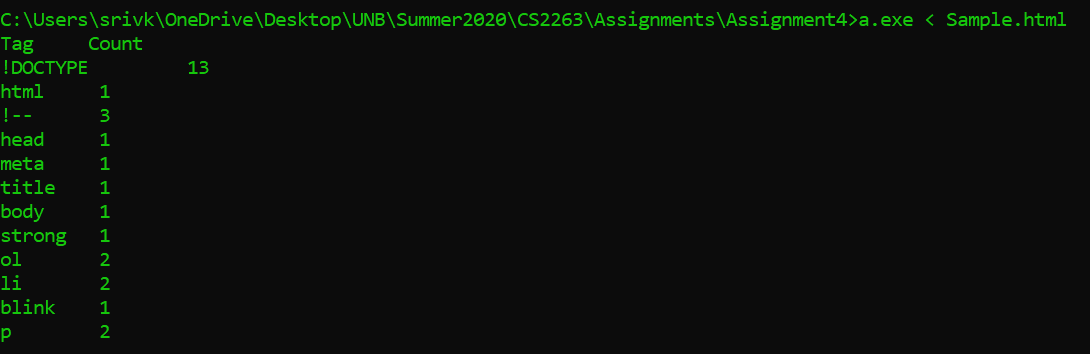 C:\Users\srivk\OneDrive\Desktop\UNB\Summer2020\CS2263\Assignments\Assignment4>a.exe < Sample.html
Tag     Count
!DOCTYPE         13
html     1
!--      3
head     1
meta     1
title    1
body     1
strong   1
ol       2
li       2
blink    1
p        2